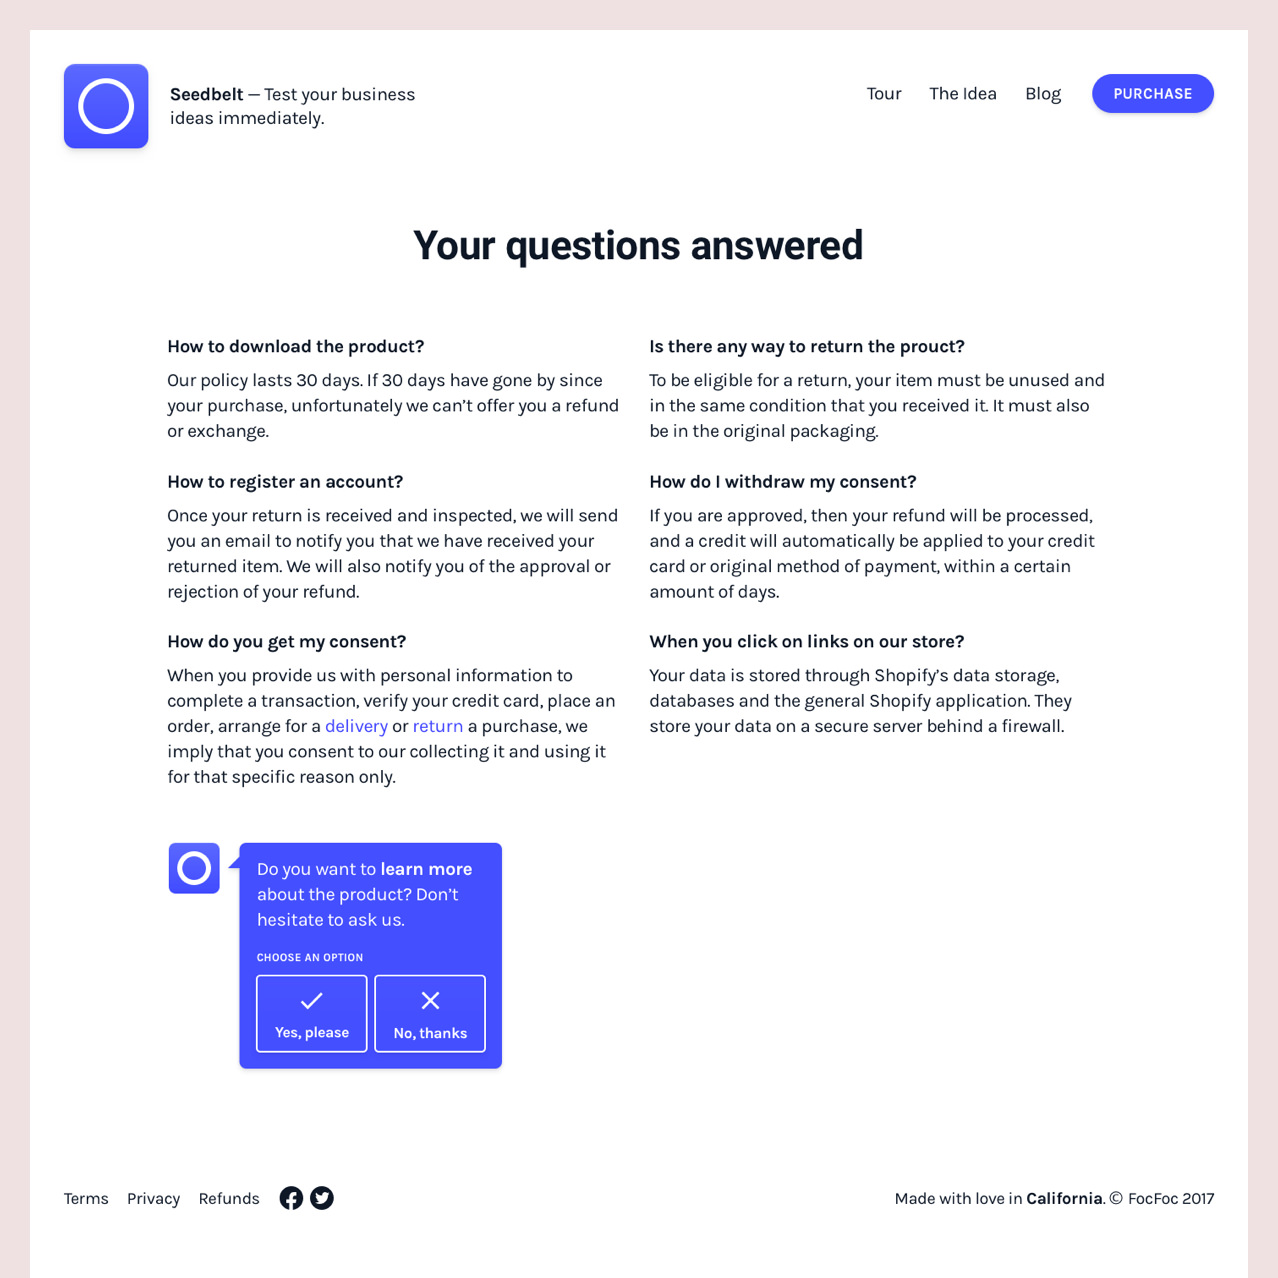 Seedbelt — Test your business
ideas immediately.
Tour The Idea Blog PURCHASE
Your questions answered
How to download the product?
Our policy lasts 30 days. If 30 days have gone by since
your purchase, unfortunately we can’t offer you a refund
or exchange.
Is there any way to return the prouct?
To be eligible for a return, your item must be unused and
in the same condition that you received it. It must also
be in the original packaging.
How to register an account?
Once your return is received and inspected, we will send
you an email to notify you that we have received your
returned item. We will also notify you of the approval or
rejection of your refund.
How do I withdraw my consent?
If you are approved, then your refund will be processed,
and a credit will automatically be applied to your credit
card or original method of payment, within a certain
amount of days.
How do you get my consent?
When you provide us with personal information to
complete a transaction, verify your credit card, place an
order, arrange for a delivery or return a purchase, we
imply that you consent to our collecting it and using it
for that specific reason only.
When you click on links on our store?
Your data is stored through Shopify’s data storage,
databases and the general Shopify application. They
store your data on a secure server behind a firewall.
Do you want to learn more
about the product? Don’t
hesitate to ask us.
CHOOSE AN OPTION
Yes, please
No, thanks
Terms Privacy Refunds
Made with love in California. © FocFoc 2017